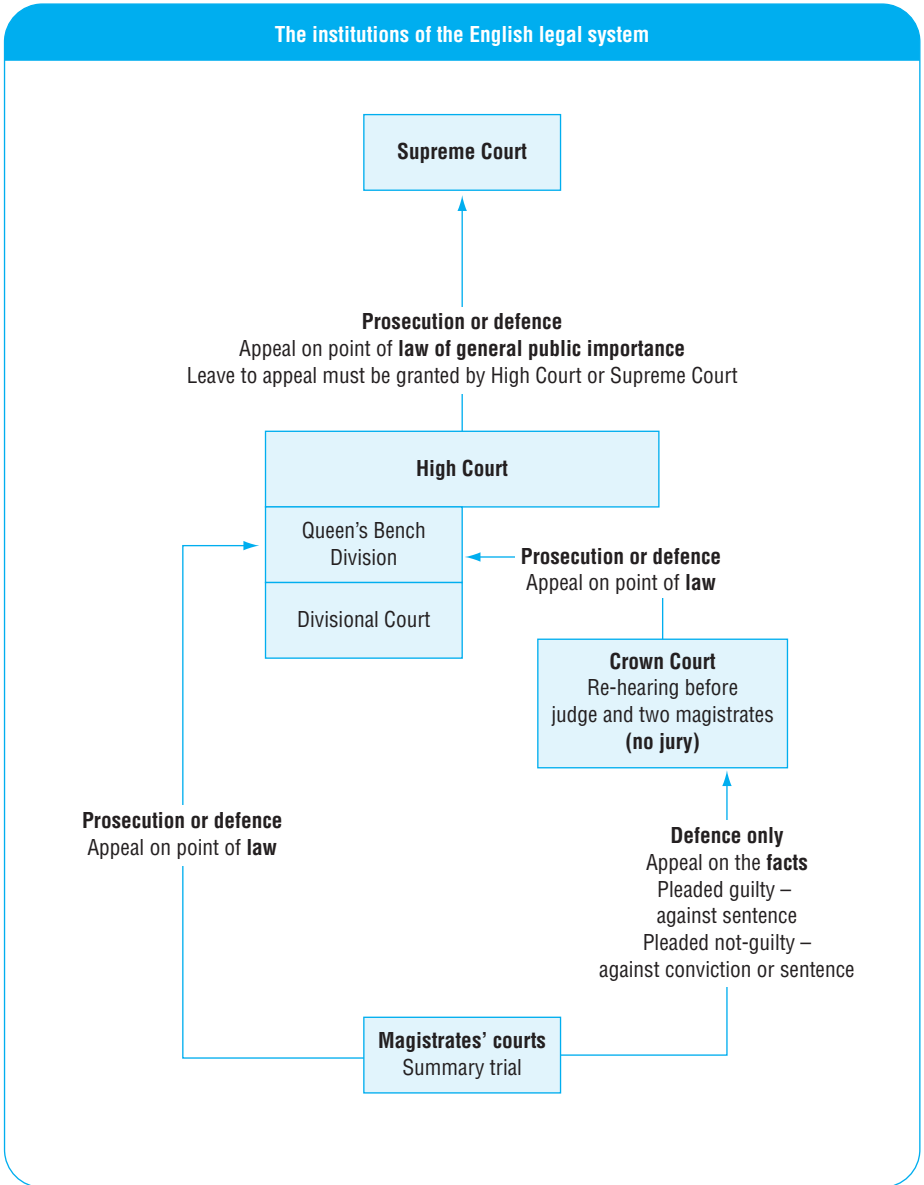 The institutions of the English legal system
Supreme Court
Prosecution or defence
Appeal on point of law of general public importance
Leave to appeal must be granted by High Court or Supreme Court
High Court
Queen's Bench
Division
Divisional Court
Prosecution or defence
Appeal on point of law
Crown Court
Re-hearing before
judge and two magistrates
(no jury)
Prosecution or defence
Appeal on point of law
Defence only
Appeal on the facts
Pleaded guilty –
against sentence
Pleaded not-guilty –
against conviction or sentence
Magistrates' courts
Summary trial